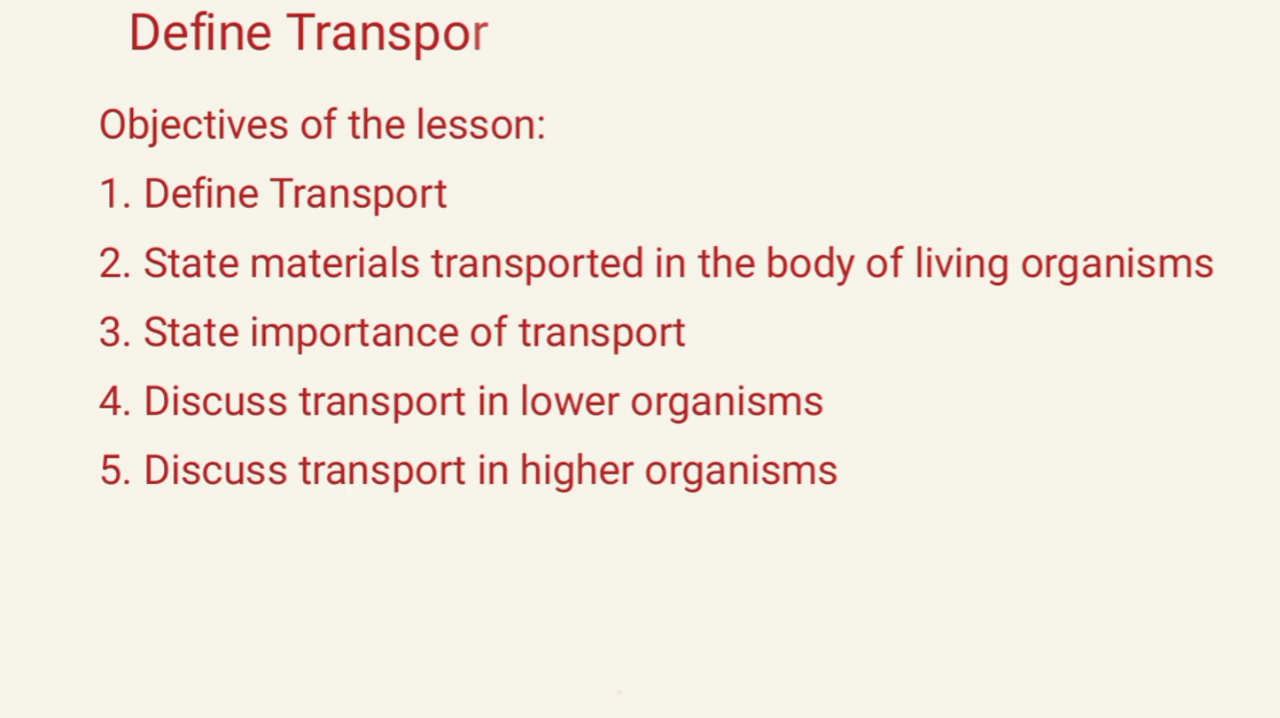 Define Transpor
Objectives of the lesson:
1. Define Transport
2. State materials transported in the body of living organisms
3. State importance of transport
4. Discuss transport in lower organisms
5. Discuss transport in higher organisms